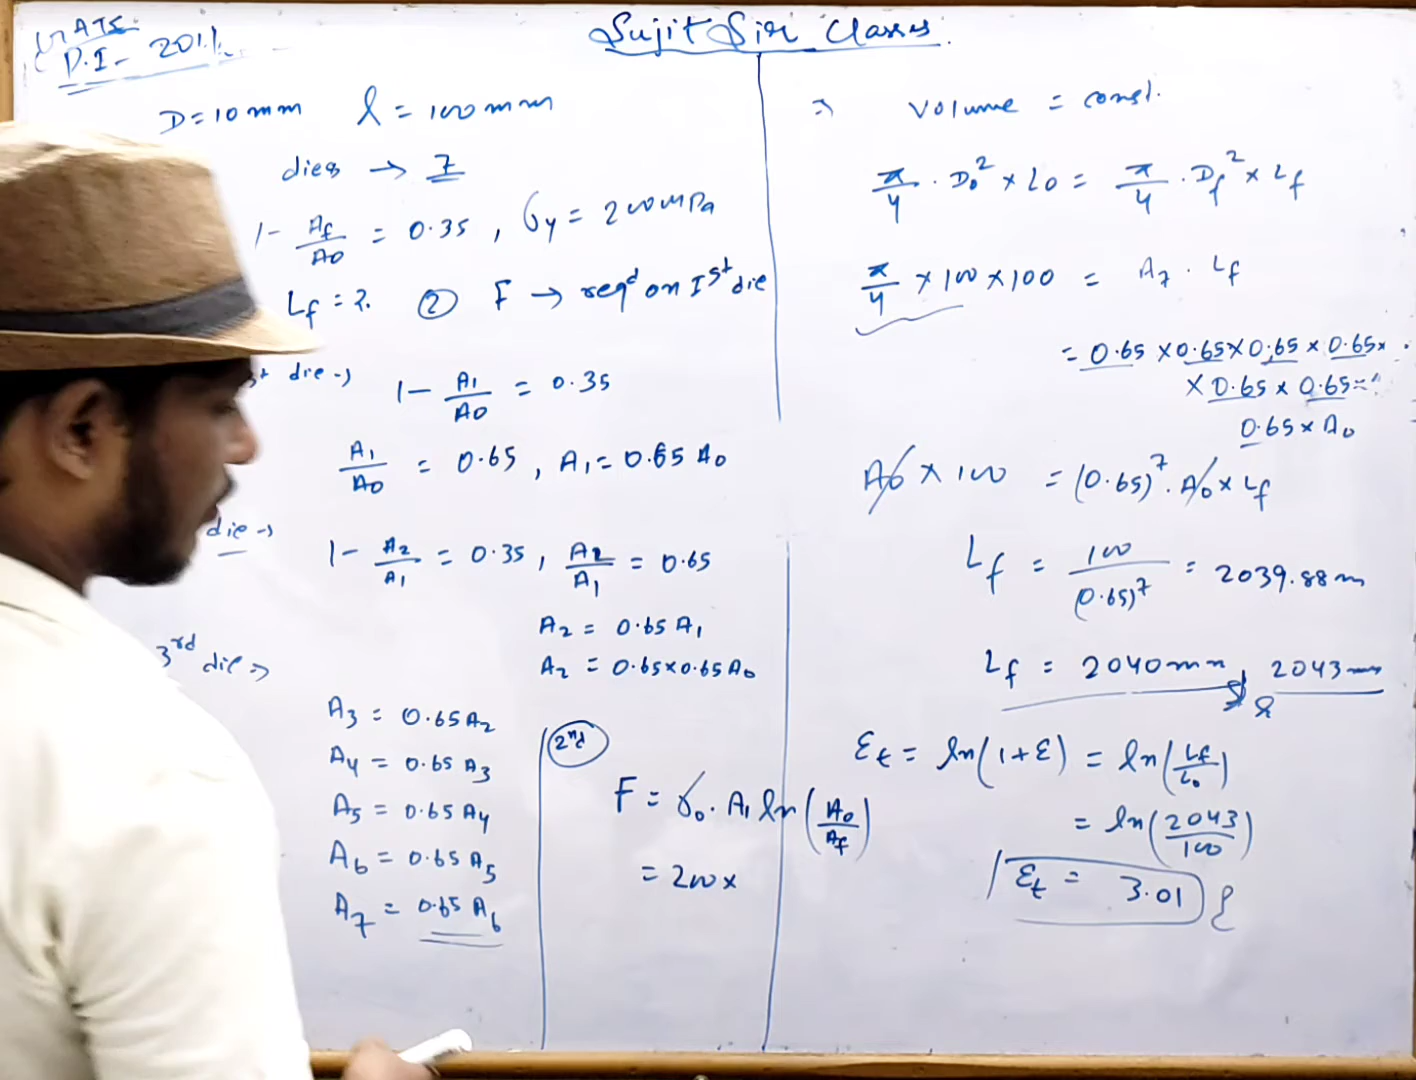 Sujit Sir Classes.
GATE
P.I - 2011
D = 10 mm l = 100 mm
dies → 7
1 - Af/A0 = 0.35 , σy = 200 MPa
Lf = ?. ② F → reqd on Ist die
die → 1 - A1/A0 = 0.35
A1/A0 = 0.65 , A1 = 0.65 A0
die →
1 - A2/A1 = 0.35 , A2/A1 = 0.65
A2 = 0.65 A1
A2 = 0.65 × 0.65 A0
3rd die ⇒
A3 = 0.65 A2
A4 = 0.65 A3
A5 = 0.65 A4
A6 = 0.65 A5
A7 = 0.65 A6
2nd
F = σ0. A1 ln(A0/Af)
= 200 ×
⇒ Volume = const.
π/4 . D0² × L0 = π/4 . Df² × Lf
π/4 × 100 × 100 = A7 . Lf
= 0.65 × 0.65 × 0.65 × 0.65 ×
× 0.65 × 0.65 ×
0.65 × A0
A0 × 100 = (0.65)⁷ . A0 × Lf
Lf = 100/(0.65)⁷ = 2039.88 m
Lf = 2040 mm, 2043 mm
εt = ln(1+ε) = ln(Lf/L0)
= ln(2043/100)
εt = 3.01